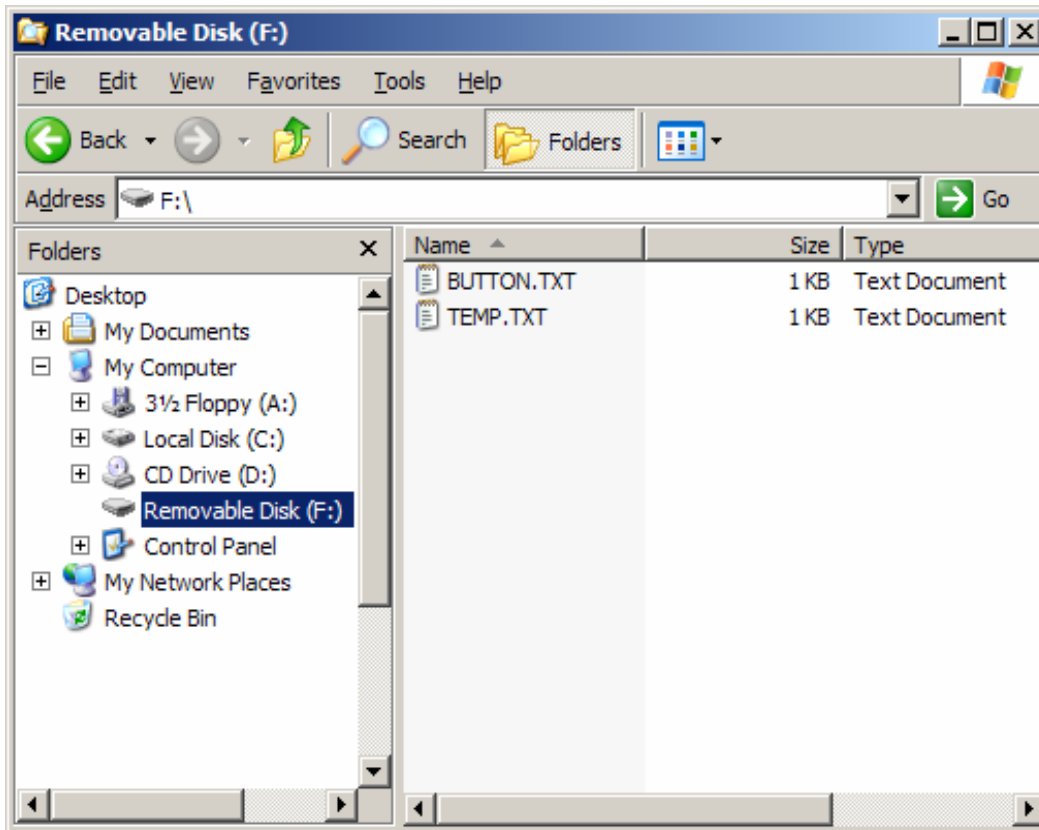 Removable Disk (F:)
File Edit View Favorites Tools Help
Back Search Folders
Address F:\ Go
Folders
Desktop
My Documents
My Computer
3½ Floppy (A:)
Local Disk (C:)
CD Drive (D:)
Removable Disk (F:)
Control Panel
My Network Places
Recycle Bin
Name Size Type
BUTTON.TXT 1 KB Text Document
TEMP.TXT 1 KB Text Document